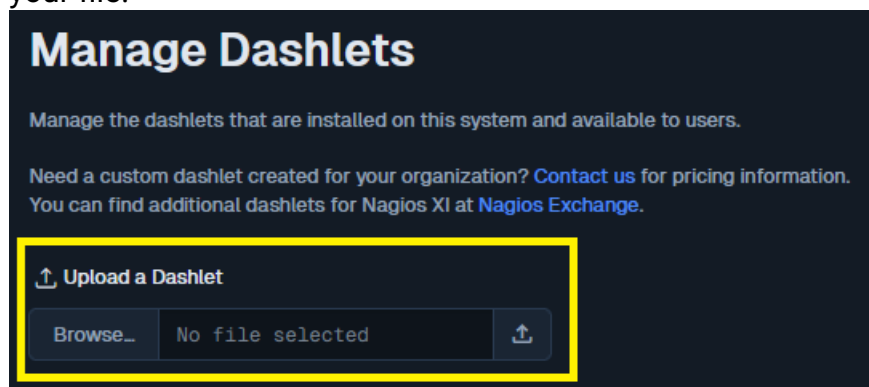 your file.
Manage Dashlets
Manage the dashlets that are installed on this system and available to users.
Need a custom dashlet created for your organization? Contact us for pricing information.
You can find additional dashlets for Nagios XI at Nagios Exchange.
Upload a Dashlet
Browse… No file selected